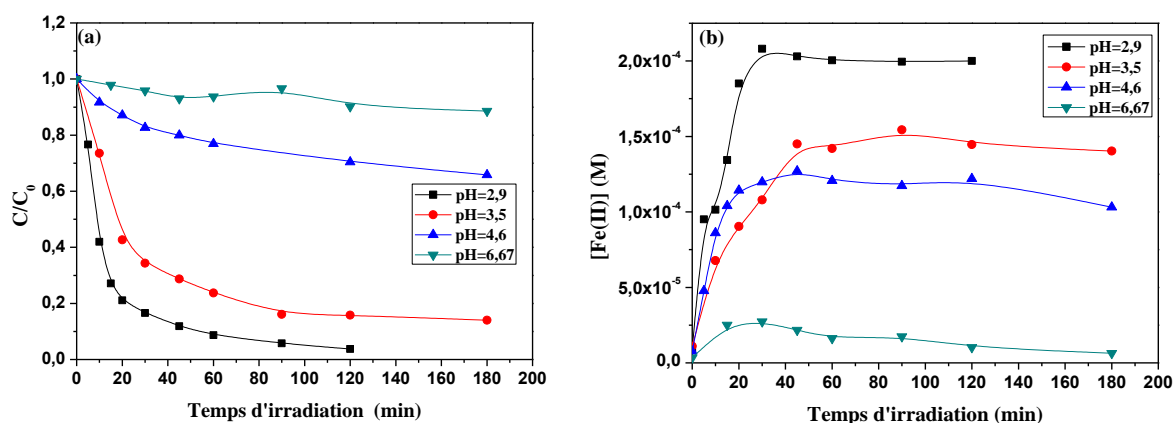 (a)
C/C0
1,2
1,0
0,8
0,6
0,4
0,2
0,0
pH=2,9
pH=3,5
pH=4,6
pH=6,67
0 20 40 60 80 100 120 140 160 180 200
Temps d'irradiation (min)
(b)
[Fe(II)] (M)
2,0x10-4
1,5x10-4
1,0x10-4
5,0x10-5
0,0
pH=2,9
pH=3,5
pH=4,6
pH=6,67
0 20 40 60 80 100 120 140 160 180 200
Temps d'irradiation (min)